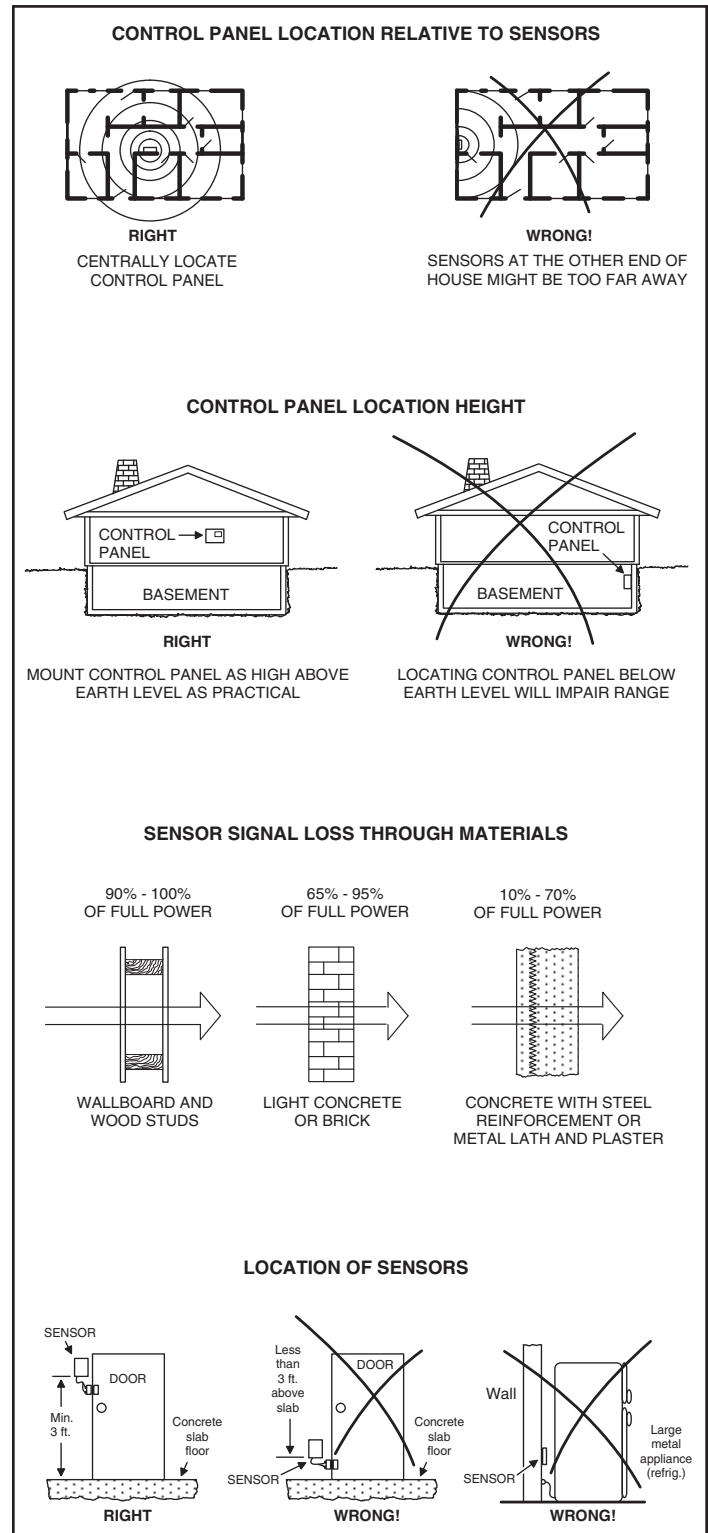 CONTROL PANEL LOCATION RELATIVE TO SENSORS
RIGHT
CENTRALLY LOCATE
CONTROL PANEL
WRONG!
SENSORS AT THE OTHER END OF
HOUSE MIGHT BE TOO FAR AWAY
CONTROL PANEL LOCATION HEIGHT
CONTROL
PANEL
BASEMENT
RIGHT
MOUNT CONTROL PANEL AS HIGH ABOVE
EARTH LEVEL AS PRACTICAL
CONTROL
PANEL
BASEMENT
WRONG!
LOCATING CONTROL PANEL BELOW
EARTH LEVEL WILL IMPAIR RANGE
SENSOR SIGNAL LOSS THROUGH MATERIALS
90% - 100%
OF FULL POWER
WALLBOARD AND
WOOD STUDS
65% - 95%
OF FULL POWER
LIGHT CONCRETE
OR BRICK
10% - 70%
OF FULL POWER
CONCRETE WITH STEEL
REINFORCEMENT OR
METAL LATH AND PLASTER
LOCATION OF SENSORS
SENSOR
DOOR
Min.
3 ft.
Concrete
slab
floor
RIGHT
Less
than
3 ft.
above
slab
DOOR
SENSOR
Concrete
slab
floor
WRONG!
Wall
SENSOR
Large
metal
appliance
(refrig.)
WRONG!